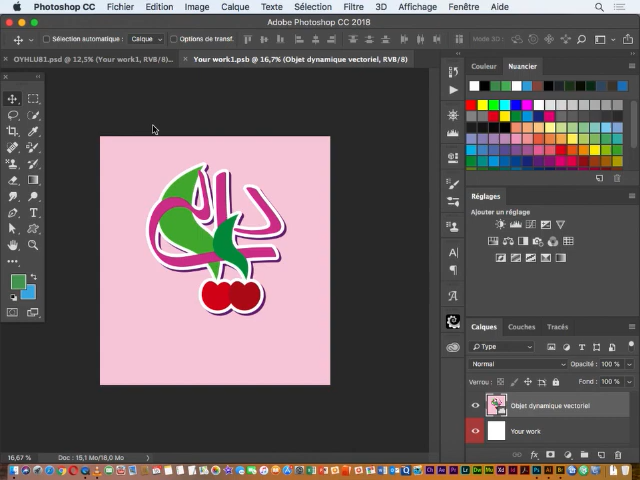 Photoshop CC Fichier Edition Image Calque Texte Sélection Filtre 3D Affichage Fenêtre Aide
Adobe Photoshop CC 2018
Sélection automatique : Calque Options de transf. Mode 3D :
OYHLU81.psd @ 12,5% (Your work1, RVB/8)... Your work1.psb @ 16,7% (Objet dynamique vectoriel, RVB/8)
Couleur Nuancier
Réglages
Ajouter un réglage
Calques Couches Tracés
Type
Normal Opacité : 100 %
Verrou : Fond : 100 %
Objet dynamique vectoriel
Your work
16,67 % Doc : 15,1 Mo/18,0 Mo